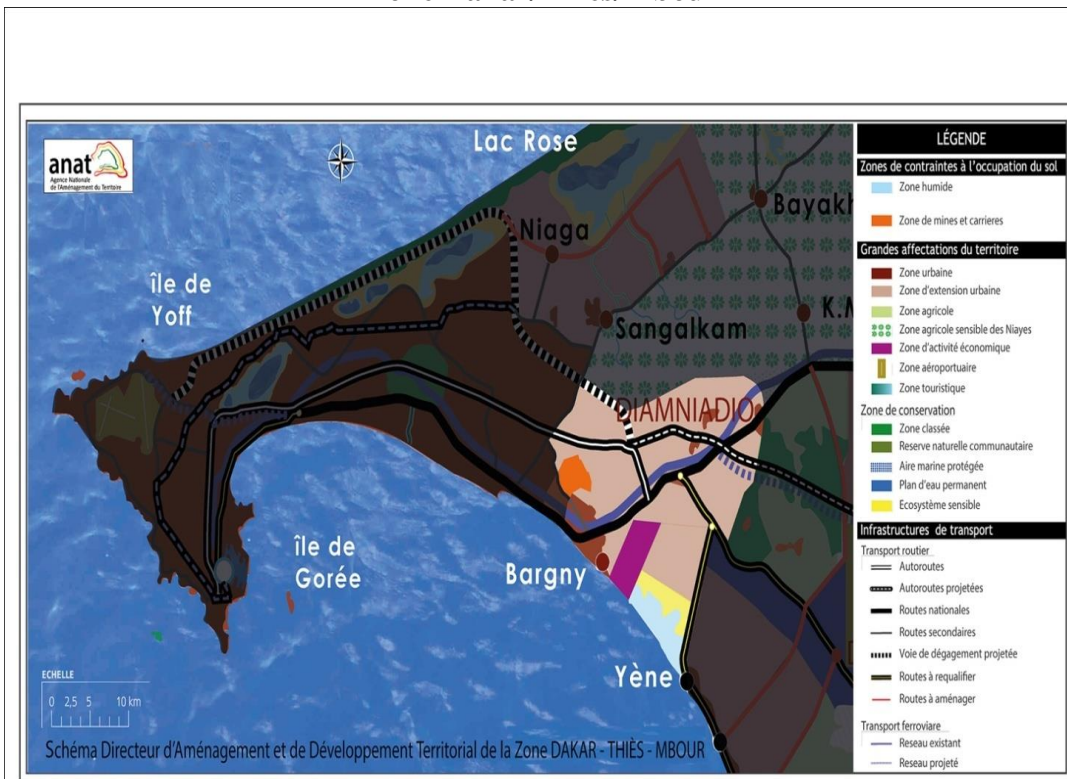 anat
Agence Nationale
de l'Aménagement du Territoire
Lac Rose
Niaga
Bayakh
île de
Yoff
Sangalkam
K.M
DIAMNIADIO
île de
Gorée
Bargny
Yène
ECHELLE
0 2,5 5 10 km
Schéma Directeur d'Aménagement et de Développement Territorial de la Zone DAKAR - THIÈS - MBOUR
LÉGENDE
Zones de contraintes à l'occupation du sol
Zone humide
Zone de mines et carrieres
Grandes affectations du territoire
Zone urbaine
Zone d'extension urbaine
Zone agricole
Zone agricole sensible des Niayes
Zone d'activité économique
Zone aéroportuaire
Zone touristique
Zone de conservation
Zone classée
Reserve naturelle communautaire
Aire marine protégée
Plan d'eau permanent
Ecosystème sensible
Infrastructures de transport
Transport routier
Autoroutes
Autoroutes projetées
Routes nationales
Routes secondaires
Voie de dégagement projetée
Routes à requalifier
Routes à aménager
Transport ferroviare
Reseau existant
Reseau projeté